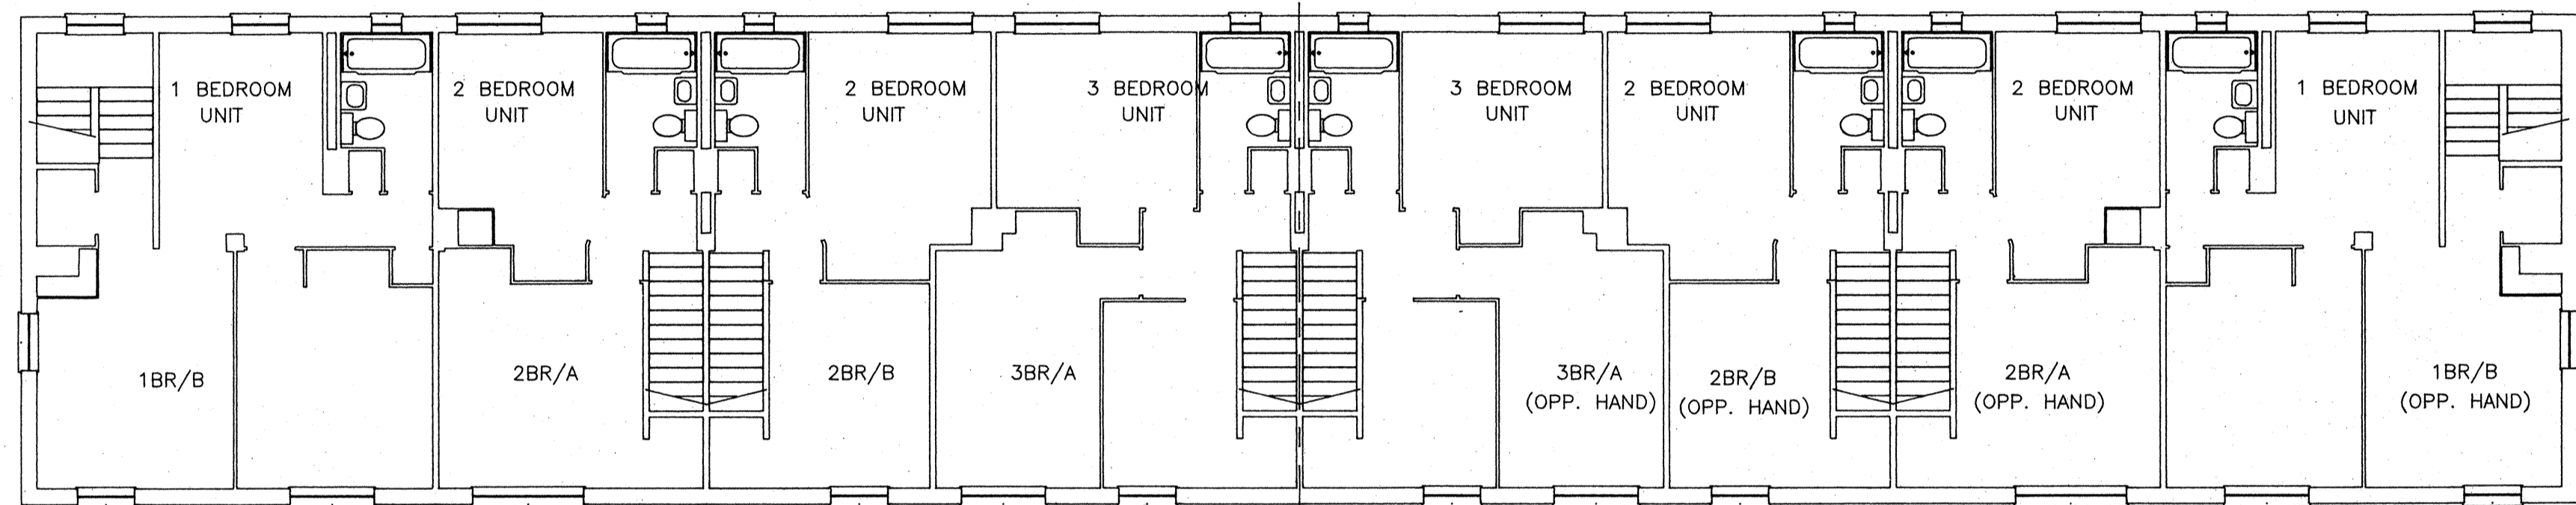 1 BEDROOM
UNIT
2 BEDROOM
UNIT
2 BEDROOM
UNIT
3 BEDROOM
UNIT
3 BEDROOM
UNIT
2 BEDROOM
UNIT
2 BEDROOM
UNIT
1 BEDROOM
UNIT
1BR/B
2BR/A
2BR/B
3BR/A
3BR/A
(OPP. HAND)
2BR/B
(OPP. HAND)
2BR/A
(OPP. HAND)
1BR/B
(OPP. HAND)